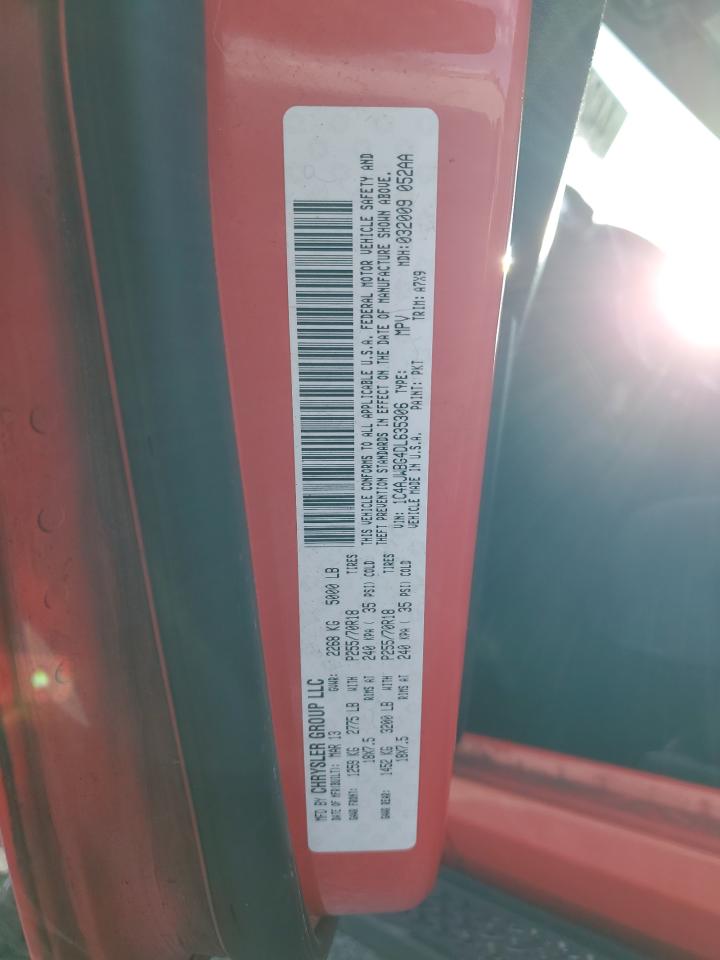 MFD BY CHRYSLER GROUP LLC
DATE OF MFR(BUILT): MAR 13 GVWR: 2268 KG 5000 LB
GAWR FRONT: 1259 KG 2775 LB WITH P255/70R18 TIRES
18X7.5 RIMS AT 240 KPA ( 35 PSI) COLD
GAWR REAR: 1452 KG 3200 LB WITH P255/70R18 TIRES
18X7.5 RIMS AT 240 KPA ( 35 PSI) COLD
THIS VEHICLE CONFORMS TO ALL APPLICABLE U.S.A. FEDERAL MOTOR VEHICLE SAFETY AND
THEFT PREVENTION STANDARDS IN EFFECT ON THE DATE OF MANUFACTURE SHOWN ABOVE.
VIN: 1C4AJWBG4DL635306 TYPE: MPV MDH:032009 052AA
VEHICLE MADE IN U.S.A. PAINT: PKT TRIM: A7X9